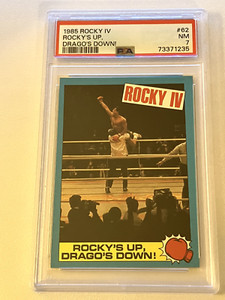 1985 ROCKY IV #62
ROCKY'S UP, NM 7
DRAGO'S DOWN! PSA 73371235
ROCKY IV
ROCKY'S UP,
DRAGO'S DOWN!